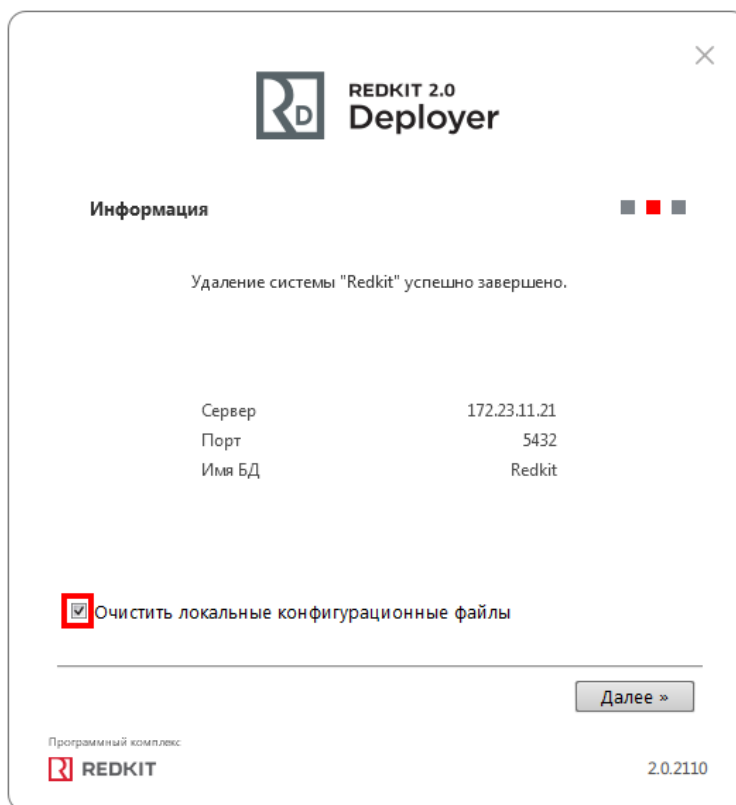 REDKIT 2.0
Deployer
Информация
Удаление системы "Redkit" успешно завершено.
Сервер 172.23.11.21
Порт 5432
Имя БД Redkit
Очистить локальные конфигурационные файлы
Далее »
Программный комплекс
REDKIT
2.0.2110